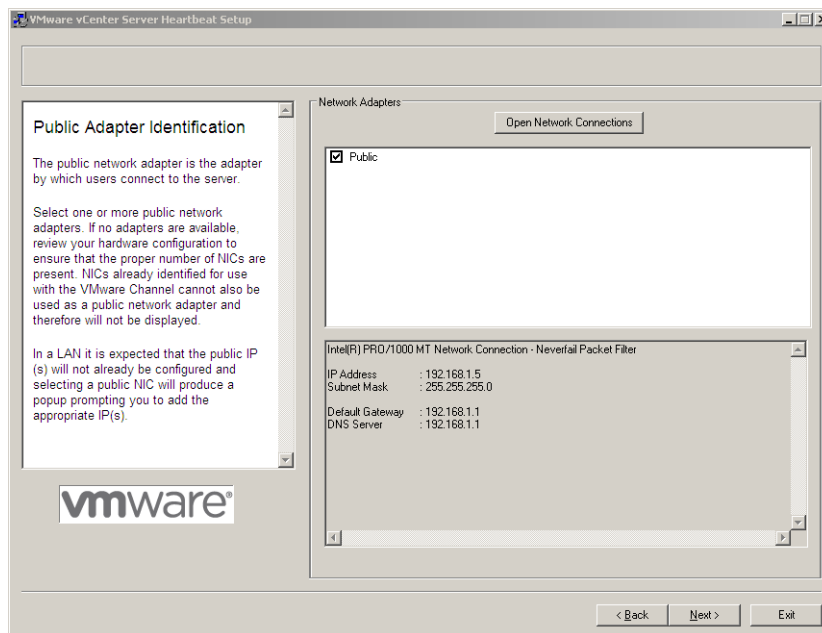 VMware vCenter Server Heartbeat Setup
Public Adapter Identification
The public network adapter is the adapter
by which users connect to the server.
Select one or more public network
adapters. If no adapters are available,
review your hardware configuration to
ensure that the proper number of NICs are
present. NICs already identified for use
with the VMware Channel cannot also be
used as a public network adapter and
therefore will not be displayed.
In a LAN it is expected that the public IP
(s) will not already be configured and
selecting a public NIC will produce a
popup prompting you to add the
appropriate IP(s).
vmware®
Network Adapters
Open Network Connections
Public
Intel(R) PRO/1000 MT Network Connection - Neverfail Packet Filter
IP Address : 192.168.1.5
Subnet Mask : 255.255.255.0
Default Gateway : 192.168.1.1
DNS Server : 192.168.1.1
< Back Next > Exit